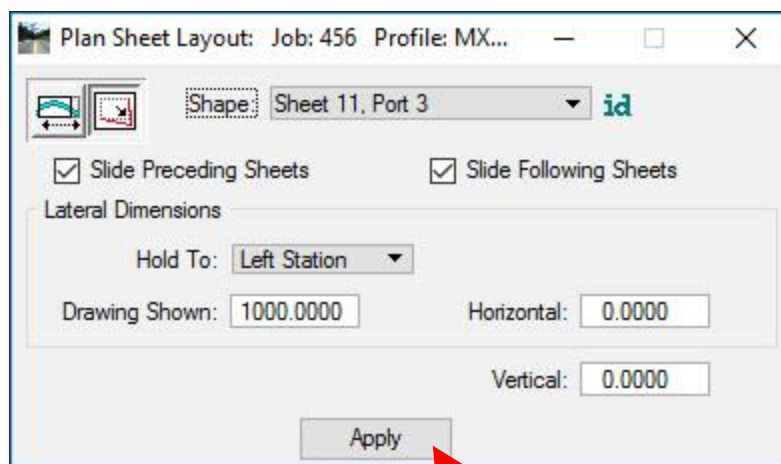 Plan Sheet Layout: Job: 456 Profile: MX...
Shape: Sheet 11, Port 3 id
Slide Preceding Sheets Slide Following Sheets
Lateral Dimensions
Hold To: Left Station
Drawing Shown: 1000.0000 Horizontal: 0.0000
Vertical: 0.0000
Apply